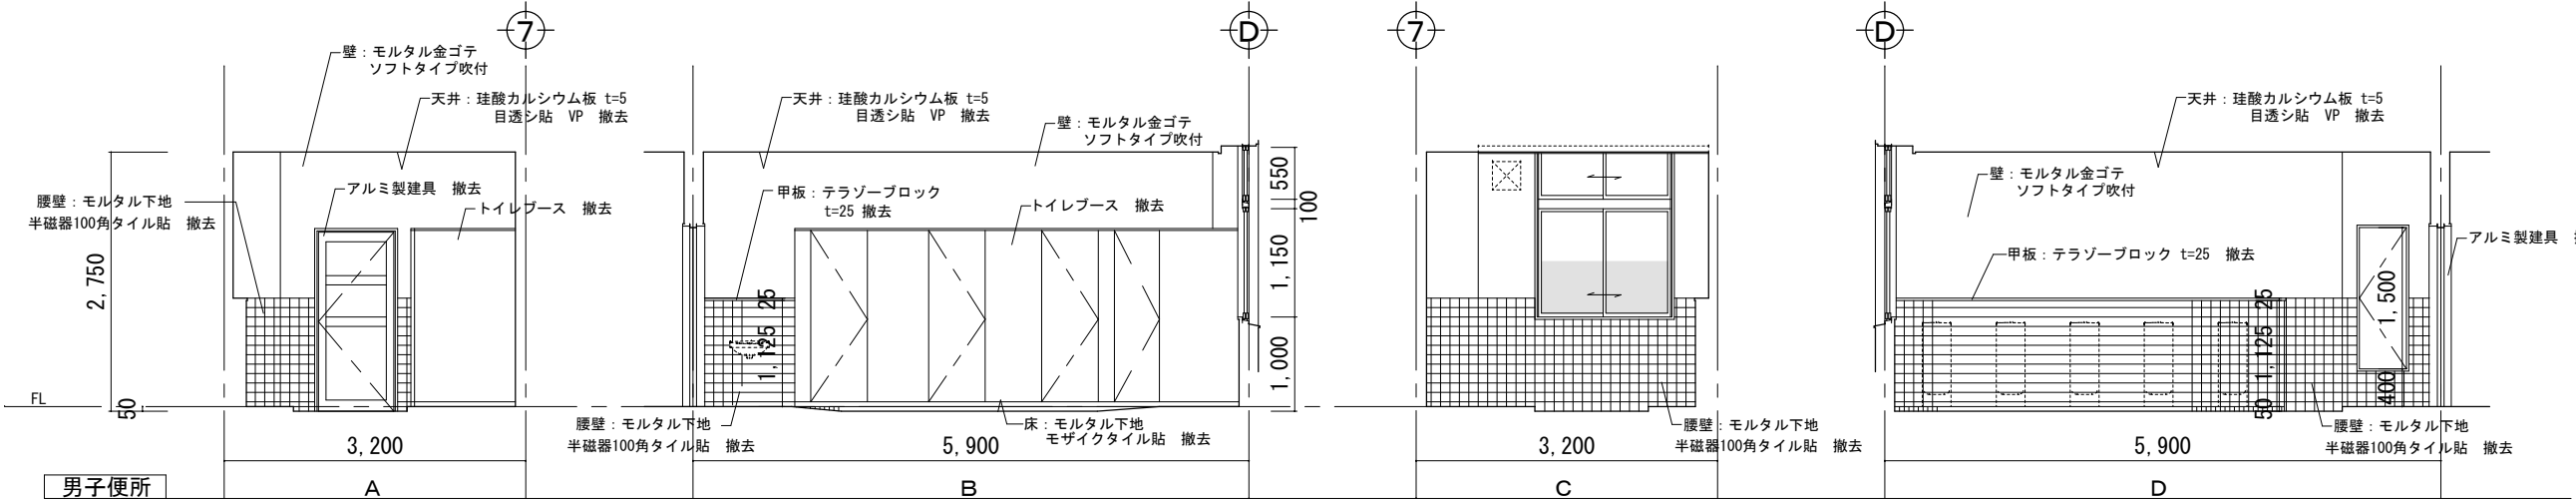 7
D
7
D
壁：モルタル金ゴテ
ソフトタイプ吹付
天井：珪酸カルシウム板 t=5
目透シ貼 VP 撤去
アルミ製建具 撤去
トイレブース 撤去
腰壁：モルタル下地
半磁器100角タイル貼 撤去
2,750
50
FL
3,200
A
男子便所
天井：珪酸カルシウム板 t=5
目透シ貼 VP 撤去
壁：モルタル金ゴテ
ソフトタイプ吹付
甲板：テラゾーブロック
t=25 撤去
トイレブース 撤去
25
1,125
腰壁：モルタル下地
半磁器100角タイル貼 撤去
床：モルタル下地
モザイクタイル貼 撤去
550
100
1,150
1,000
5,900
B
腰壁：モルタル下地
半磁器100角タイル貼 撤去
3,200
C
天井：珪酸カルシウム板 t=5
目透シ貼 VP 撤去
壁：モルタル金ゴテ
ソフトタイプ吹付
甲板：テラゾーブロック t=25 撤去
アルミ製建具
1,500
400
25
1,125
50
腰壁：モルタル下地
半磁器100角タイル貼 撤去
5,900
D